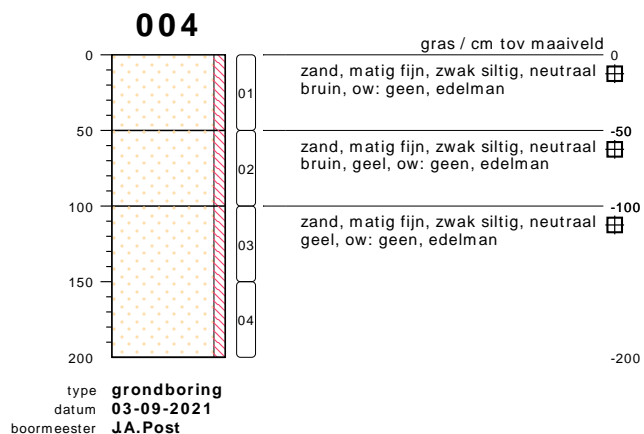 004
gras / cm tov maaiveld
0
0
zand, matig fijn, zwak siltig, neutraal
bruin, ow: geen, edelman
01
50
-50
zand, matig fijn, zwak siltig, neutraal
bruin, geel, ow: geen, edelman
02
100
-100
zand, matig fijn, zwak siltig, neutraal
geel, ow: geen, edelman
03
150
04
200
-200
type grondboring
datum 03-09-2021
boormeester J.A.Post